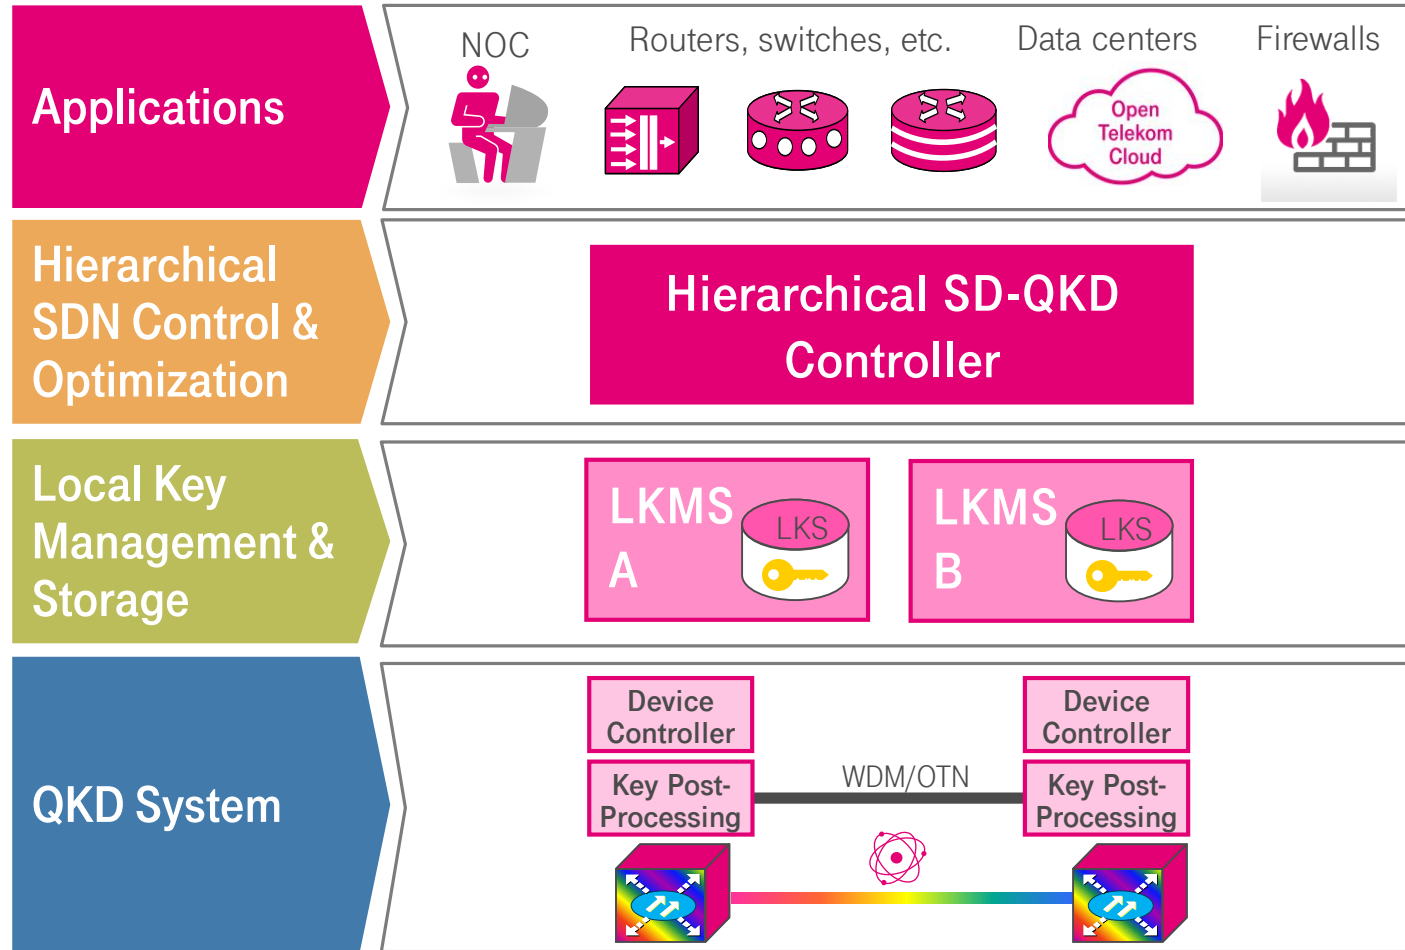 Applications
NOC
Routers, switches, etc.
Data centers
Firewalls
Open
Telekom
Cloud
Hierarchical
SDN Control &
Optimization
Hierarchical SD-QKD
Controller
Local Key
Management &
Storage
LKMS
A
LKS
LKMS
B
LKS
QKD System
Device
Controller
Device
Controller
Key Post-
Processing
WDM/OTN
Key Post-
Processing